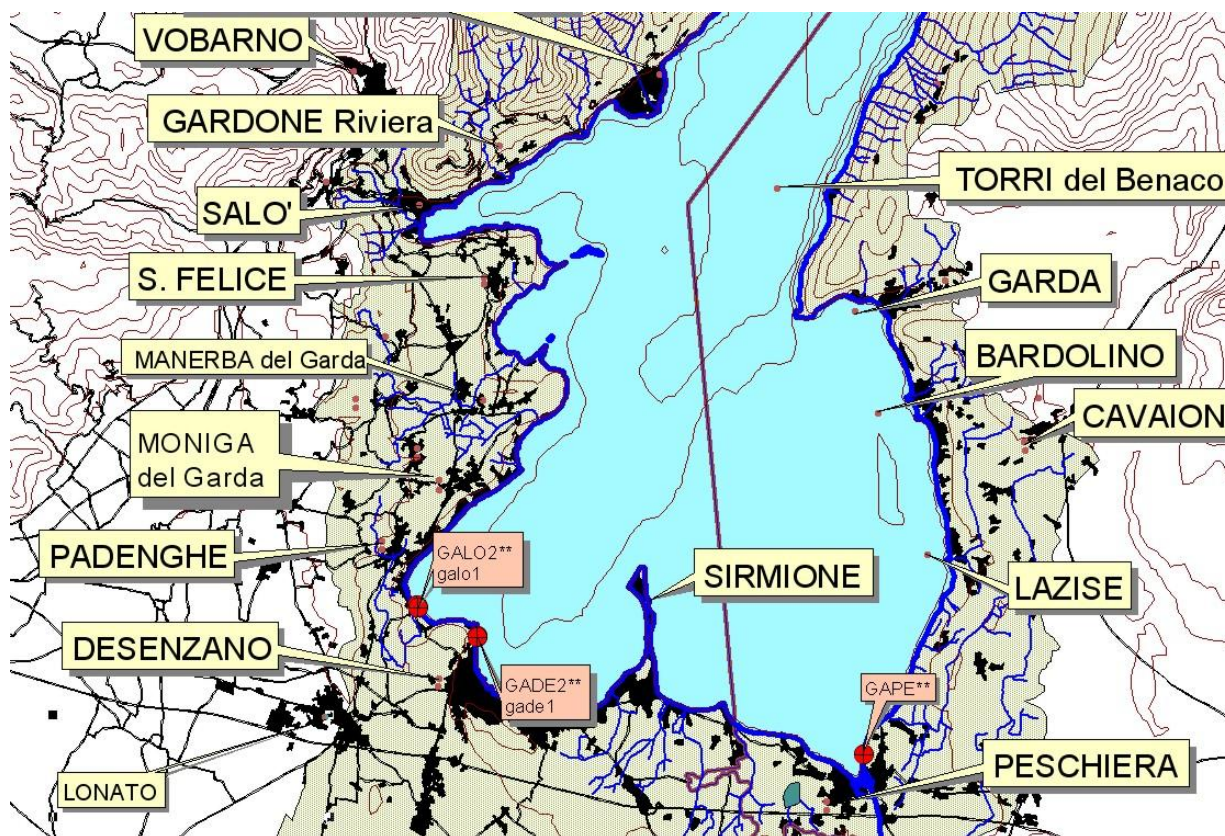 VOBARNO
GARDONE Riviera
TORRI del Benaco
SALO'
S. FELICE
GARDA
MANERBA del Garda
BARDOLINO
CAVAION
MONIGA
del Garda
PADENGHE
GALO2**
galo1
SIRMIONE
LAZISE
DESENZANO
GADE2**
gade1
GAPE**
PESCHIERA
LONATO